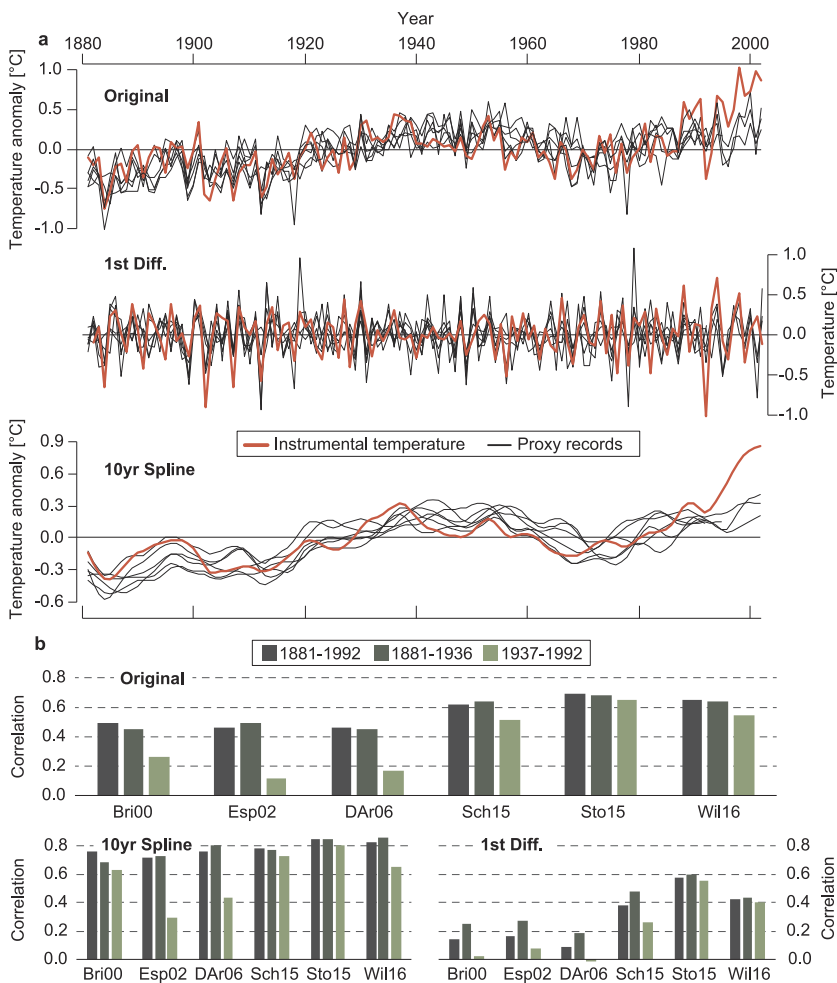 Year
a
1880 1900 1920 1940 1960 1980 2000
Temperature anomaly [°C]
1.0
0.5
0.0
-0.5
-1.0
Original
1st Diff.
1.0
0.5
0.0
-0.5
-1.0
Temperature [°C]
Temperature anomaly [°C]
0.9
0.6
0.3
0.0
-0.3
-0.6
Instrumental temperature Proxy records
10yr Spline
b
1881-1992 1881-1936 1937-1992
Original
Correlation
0.8
0.6
0.4
0.2
0.0
Bri00 Esp02 DAr06 Sch15 Sto15 Wil16
10yr Spline
Correlation
0.8
0.6
0.4
0.2
0.0
Bri00 Esp02 DAr06 Sch15 Sto15 Wil16
1st Diff.
0.8
0.6
0.4
0.2
0.0
Correlation
Bri00 Esp02 DAr06 Sch15 Sto15 Wil16